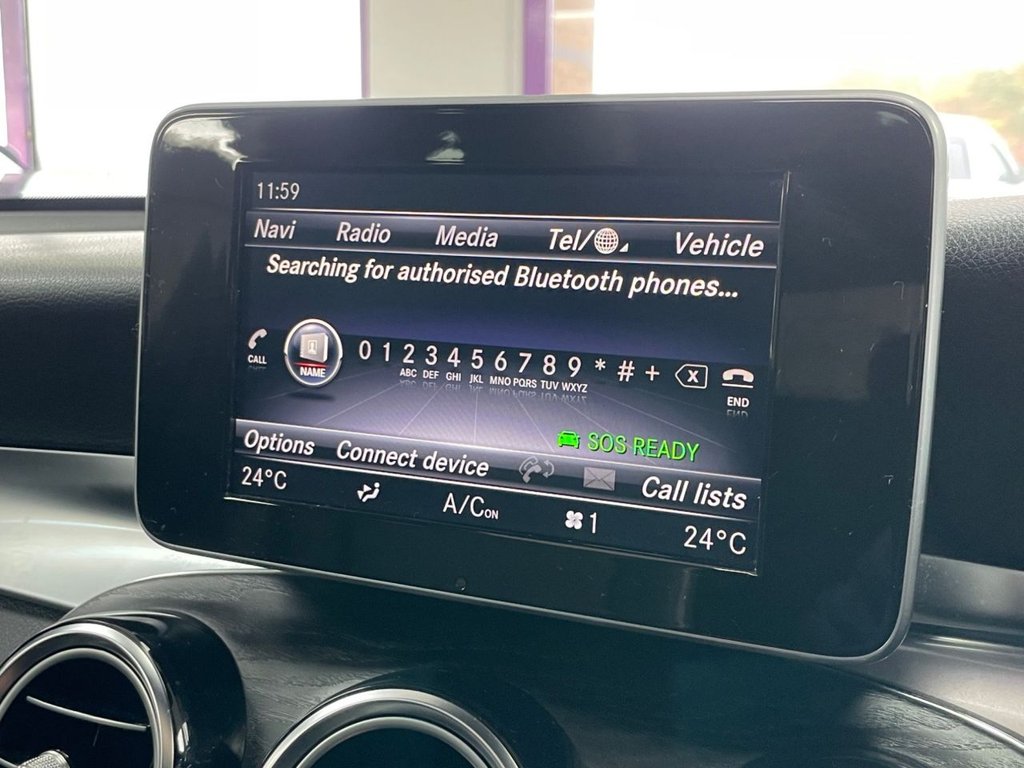 11:59
Navi Radio Media Tel/ Vehicle
Searching for authorised Bluetooth phones...
CALL NAME 0 1 2 3 4 5 6 7 8 9 * # + X END
ABC DEF GHI JKL MNO PQRS TUV WXYZ
SOS READY
Options Connect device Call lists
24°C A/C ON 1 24°C